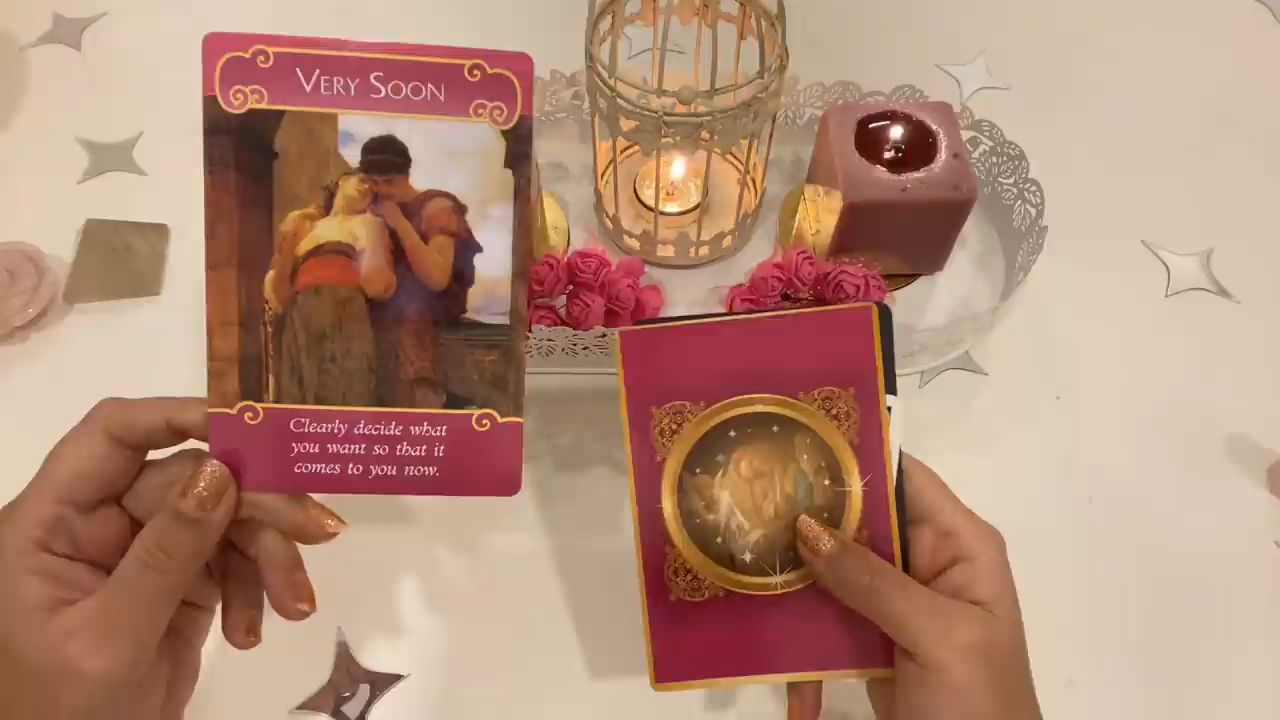 VERY SOON
Clearly decide what
you want so that it
comes to you now.